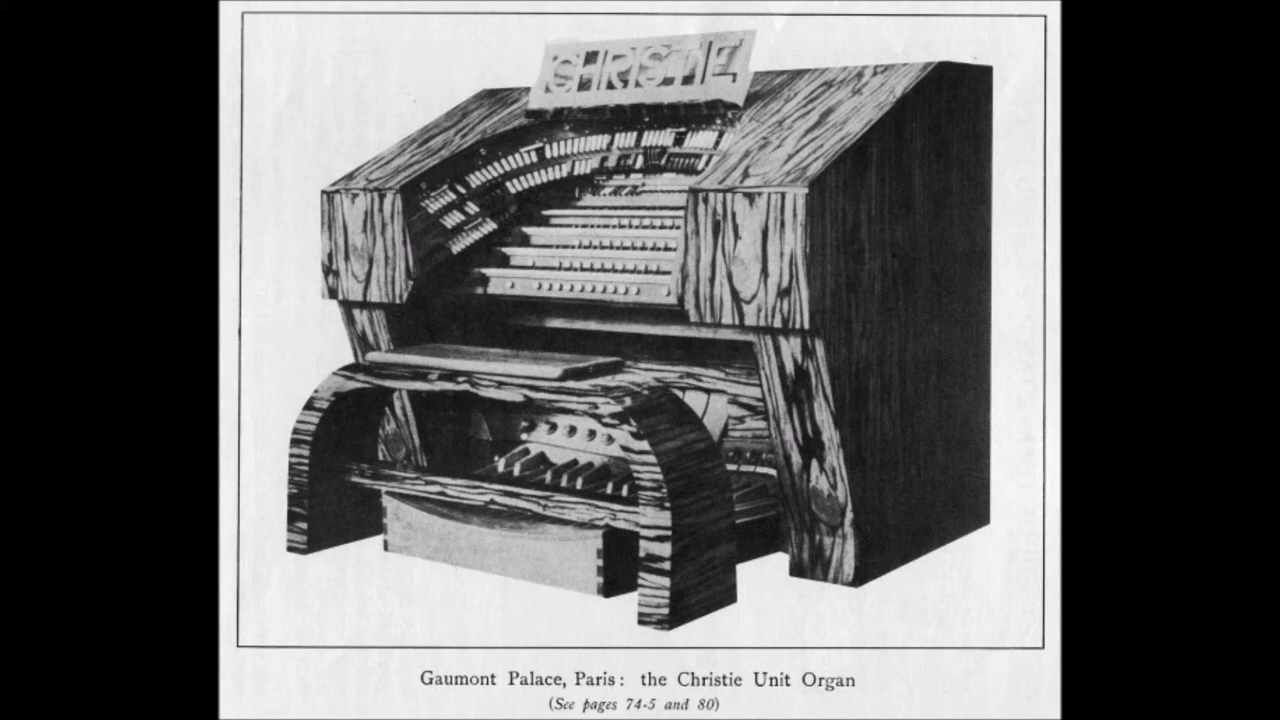 CHRISTIE
Gaumont Palace, Paris: the Christie Unit Organ
(See pages 74-5 and 80)